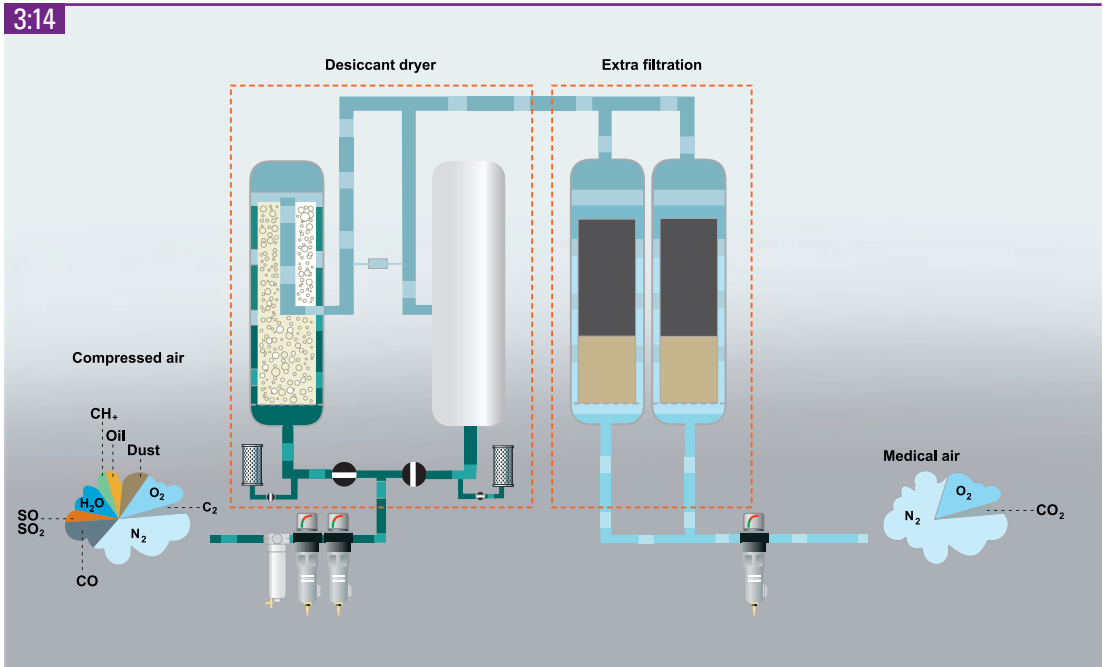 3:14
Desiccant dryer
Extra filtration
Compressed air
CH₊
Oil
Dust
O₂
H₂O
C₂
SO
SO₂
N₂
CO
Medical air
O₂
N₂
CO₂